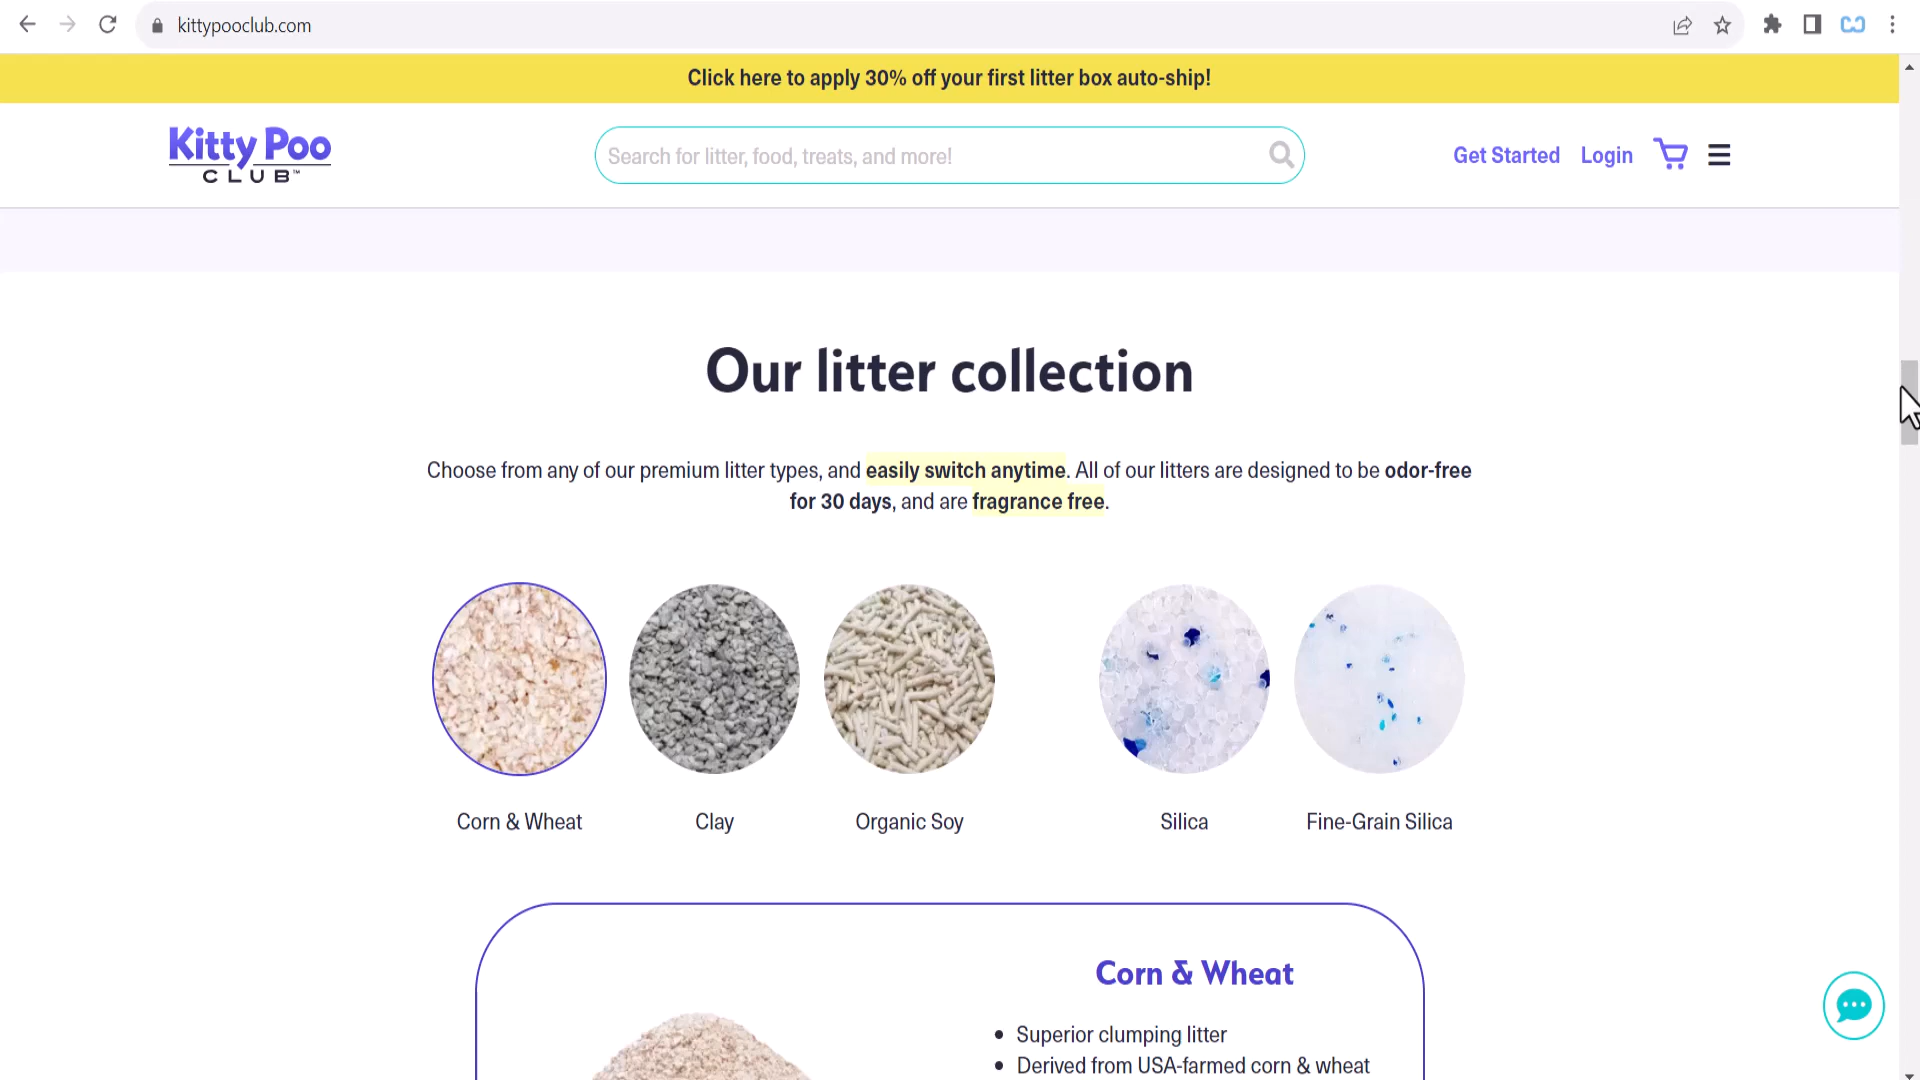 kittypooclub.com
Click here to apply 30% off your first litter box auto-ship!
Kitty Poo
CLUB™
Search for litter, food, treats, and more!
Get Started
Login
Our litter collection
Choose from any of our premium litter types, and easily switch anytime. All of our litters are designed to be odor-free
for 30 days, and are fragrance free.
Corn & Wheat
Clay
Organic Soy
Silica
Fine-Grain Silica
Corn & Wheat
• Superior clumping litter
• Derived from USA-farmed corn & wheat